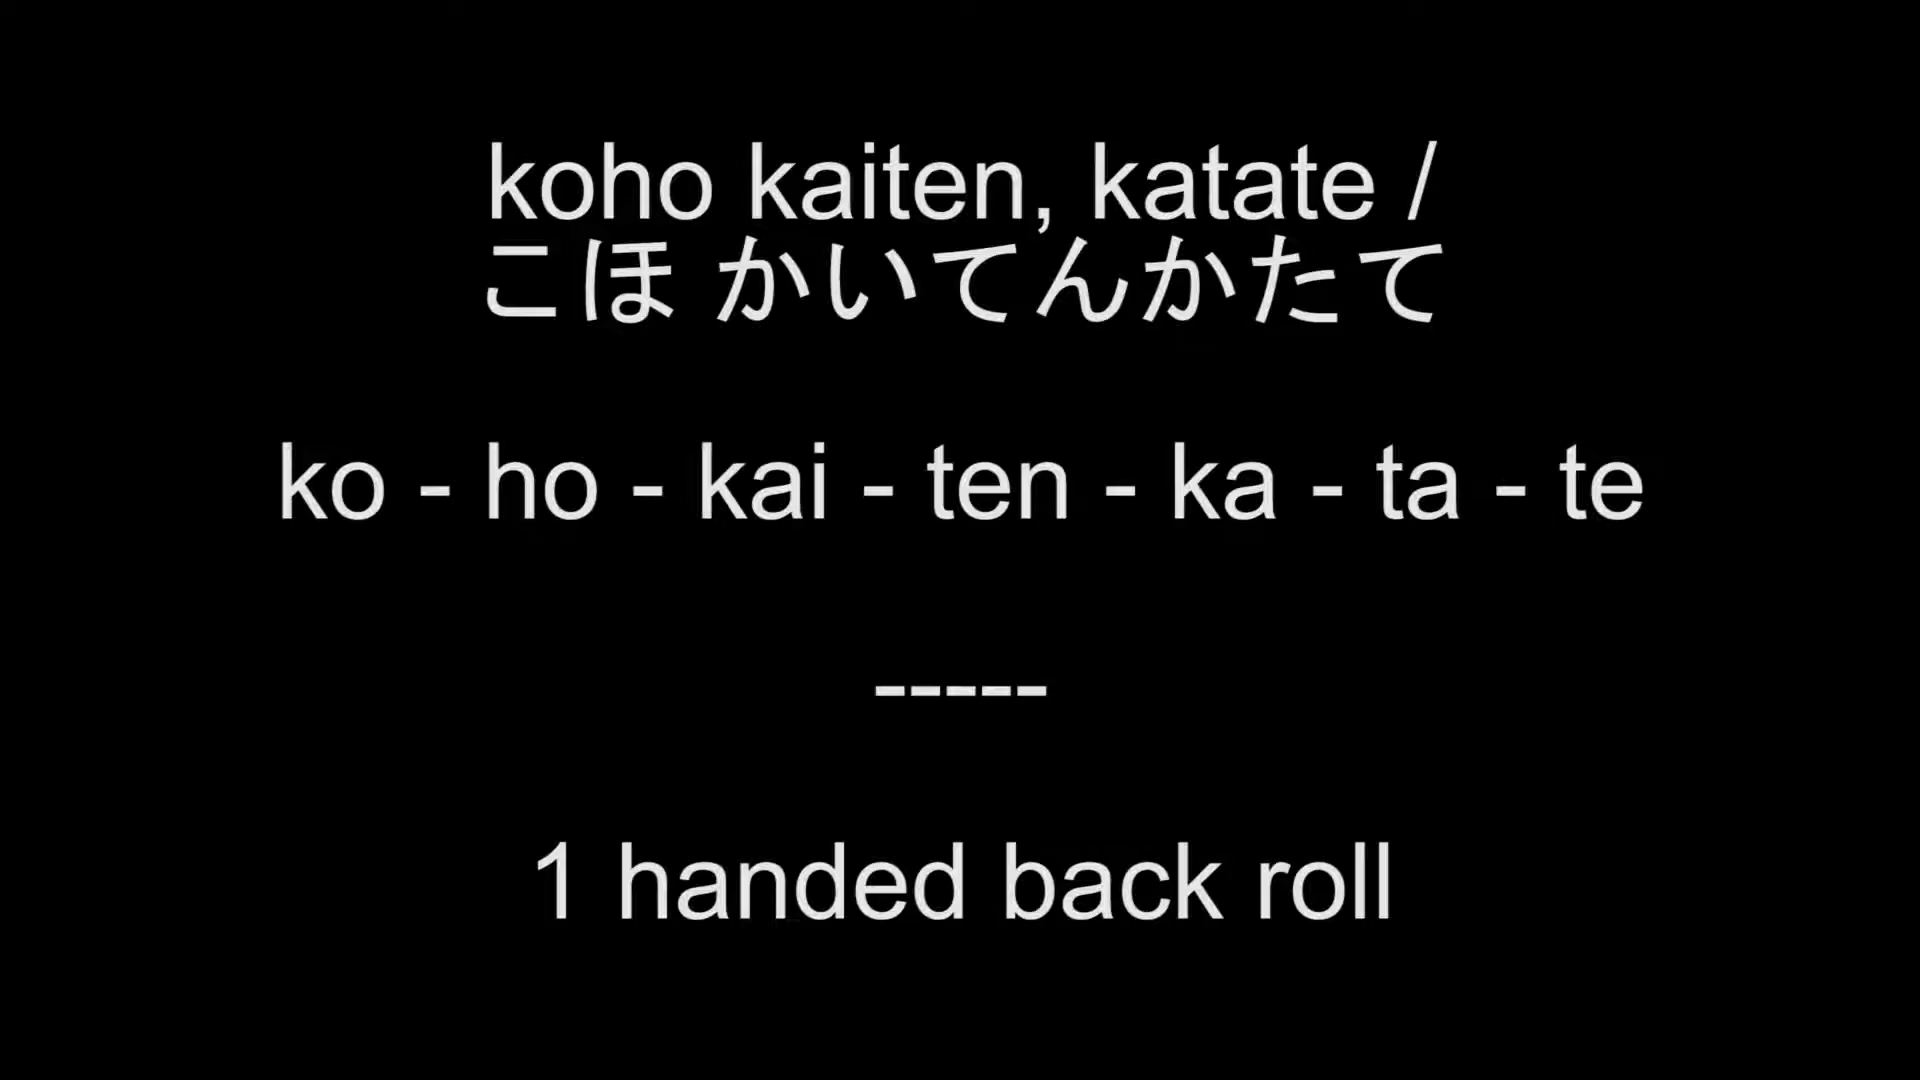 koho kaiten, katate /
こほ かいてんかたて
ko - ho - kai - ten - ka - ta - te
-----
1 handed back roll